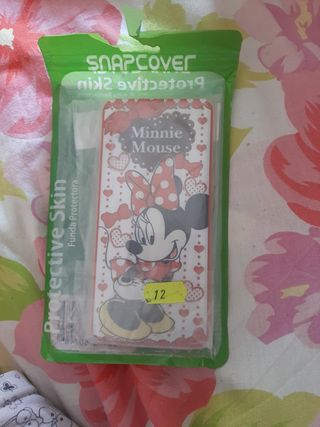 SNAPCOVER
Protective Skin
Minnie
Mouse
Protective Skin
Funda Protectora
12